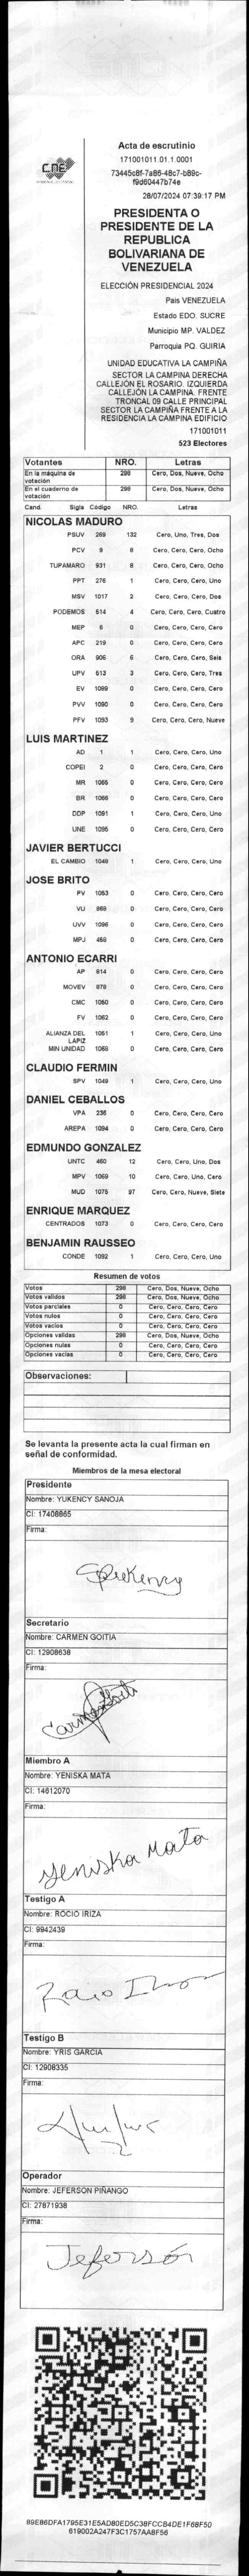 CNE
Acta de escrutinio
171001011.01.1.0001
73445c8f-7a86-48c7-b89c-
f9d60447b74e
28/07/2024 07:39:17 PM
PRESIDENTA O
PRESIDENTE DE LA
REPUBLICA
BOLIVARIANA DE
VENEZUELA
ELECCIÓN PRESIDENCIAL 2024
Pais VENEZUELA
Estado EDO. SUCRE
Municipio MP. VALDEZ
Parroquia PQ. GUIRIA
UNIDAD EDUCATIVA LA CAMPIÑA
SECTOR LA CAMPINA DERECHA
CALLEJÓN EL ROSARIO. IZQUIERDA
CALLEJÓN LA CAMPINA. FRENTE
TRONCAL 09 CALLE PRINCIPAL
SECTOR LA CAMPIÑA FRENTE A LA
RESIDENCIA LA CAMPINA EDIFICIO
171001011
523 Electores
Votantes NRO. Letras
En la máquina de votación 298 Cero, Dos, Nueve, Ocho
En el cuaderno de votación 298 Cero, Dos, Nueve, Ocho
Cand. Sigla Código NRO. Letras
NICOLAS MADURO
PSUV 269 132 Cero, Uno, Tres, Dos
PCV 9 8 Cero, Cero, Cero, Ocho
TUPAMARO 931 8 Cero, Cero, Cero, Ocho
PPT 276 1 Cero, Cero, Cero, Uno
MSV 1017 2 Cero, Cero, Cero, Dos
PODEMOS 514 4 Cero, Cero, Cero, Cuatro
MEP 6 0 Cero, Cero, Cero, Cero
APC 219 0 Cero, Cero, Cero, Cero
ORA 906 6 Cero, Cero, Cero, Seis
UPV 513 3 Cero, Cero, Cero, Tres
EV 1089 0 Cero, Cero, Cero, Cero
PVV 1090 0 Cero, Cero, Cero, Cero
PFV 1093 9 Cero, Cero, Cero, Nueve
LUIS MARTINEZ
AD 1 1 Cero, Cero, Cero, Uno
COPEI 2 0 Cero, Cero, Cero, Cero
MR 1065 0 Cero, Cero, Cero, Cero
BR 1066 0 Cero, Cero, Cero, Cero
DDP 1091 1 Cero, Cero, Cero, Uno
UNE 1095 0 Cero, Cero, Cero, Cero
JAVIER BERTUCCI
EL CAMBIO 1048 1 Cero, Cero, Cero, Uno
JOSE BRITO
PV 1053 0 Cero, Cero, Cero, Cero
VU 868 0 Cero, Cero, Cero, Cero
UVV 1096 0 Cero, Cero, Cero, Cero
MPJ 458 0 Cero, Cero, Cero, Cero
ANTONIO ECARRI
AP 814 0 Cero, Cero, Cero, Cero
MOVEV 878 0 Cero, Cero, Cero, Cero
CMC 1050 0 Cero, Cero, Cero, Cero
FV 1062 0 Cero, Cero, Cero, Cero
ALIANZA DEL LAPIZ 1051 1 Cero, Cero, Cero, Uno
MIN UNIDAD 1058 0 Cero, Cero, Cero, Cero
CLAUDIO FERMIN
SPV 1049 1 Cero, Cero, Cero, Uno
DANIEL CEBALLOS
VPA 236 0 Cero, Cero, Cero, Cero
AREPA 1094 0 Cero, Cero, Cero, Cero
EDMUNDO GONZALEZ
UNTC 460 12 Cero, Cero, Uno, Dos
MPV 1069 10 Cero, Cero, Uno, Cero
MUD 1075 97 Cero, Cero, Nueve, Siete
ENRIQUE MARQUEZ
CENTRADOS 1073 0 Cero, Cero, Cero, Cero
BENJAMIN RAUSSEO
CONDE 1092 1 Cero, Cero, Cero, Uno
Resumen de votos
Votos 298 Cero, Dos, Nueve, Ocho
Votos validos 298 Cero, Dos, Nueve, Ocho
Votos parciales 0 Cero, Cero, Cero, Cero
Votos nulos 0 Cero, Cero, Cero, Cero
Votos vacios 0 Cero, Cero, Cero, Cero
Opciones validas 298 Cero, Dos, Nueve, Ocho
Opciones nulas 0 Cero, Cero, Cero, Cero
Opciones vacias 0 Cero, Cero, Cero, Cero
Observaciones:
Se levanta la presente acta la cual firman en
señal de conformidad.
Miembros de la mesa electoral
Presidente
Nombre: YUKENCY SANOJA
CI: 17408865
Firma:
Secretario
Nombre: CARMEN GOITIA
CI: 12908638
Firma:
Carmen Goiti
Miembro A
Nombre: YENISKA MATA
CI: 14612070
Firma:
Yeniska Mata
Testigo A
Nombre: ROCIO IRIZA
CI: 9942439
Firma:
Testigo B
Nombre: YRIS GARCIA
CI: 12908335
Firma:
Operador
Nombre: JEFERSON PIÑANGO
CI: 27871938
Firma:
Jefersón
89E86DFA1795E31E5AD80ED5C38FCCB4DE1F68F50
619002A247F3C1757AA8F56